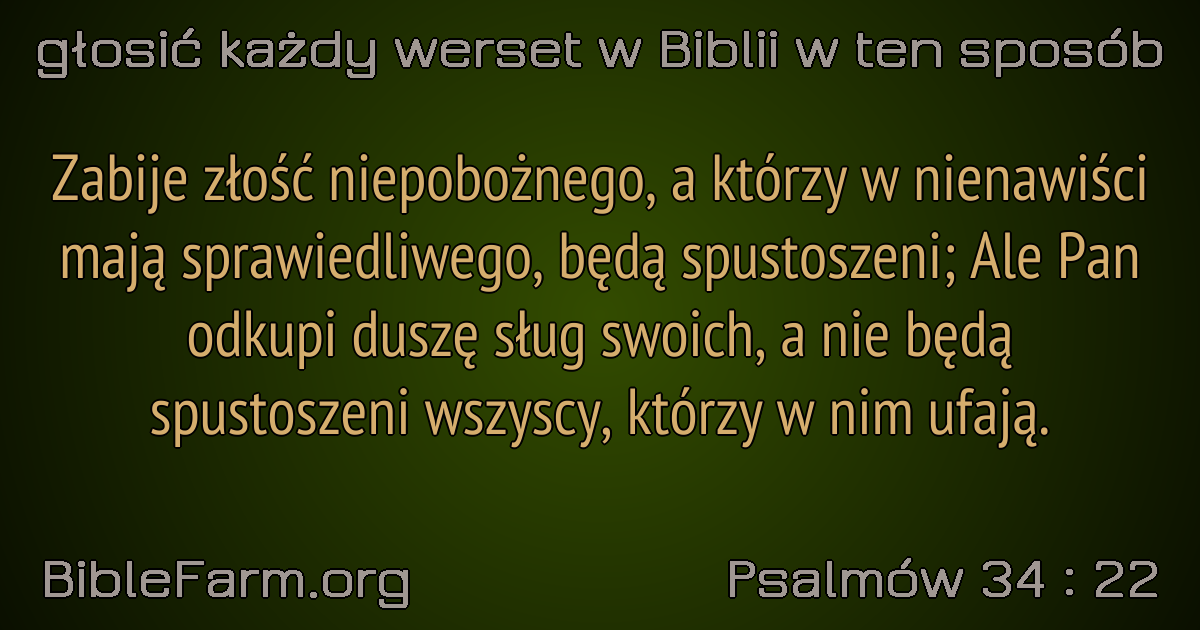 głosić każdy werset w Biblii w ten sposób
Zabije złość niepobożnego, a którzy w nienawiści
mają sprawiedliwego, będą spustoszeni; Ale Pan
odkupi duszę sług swoich, a nie będą
spustoszeni wszyscy, którzy w nim ufają.
BibleFarm.org
Psalmów 34 : 22